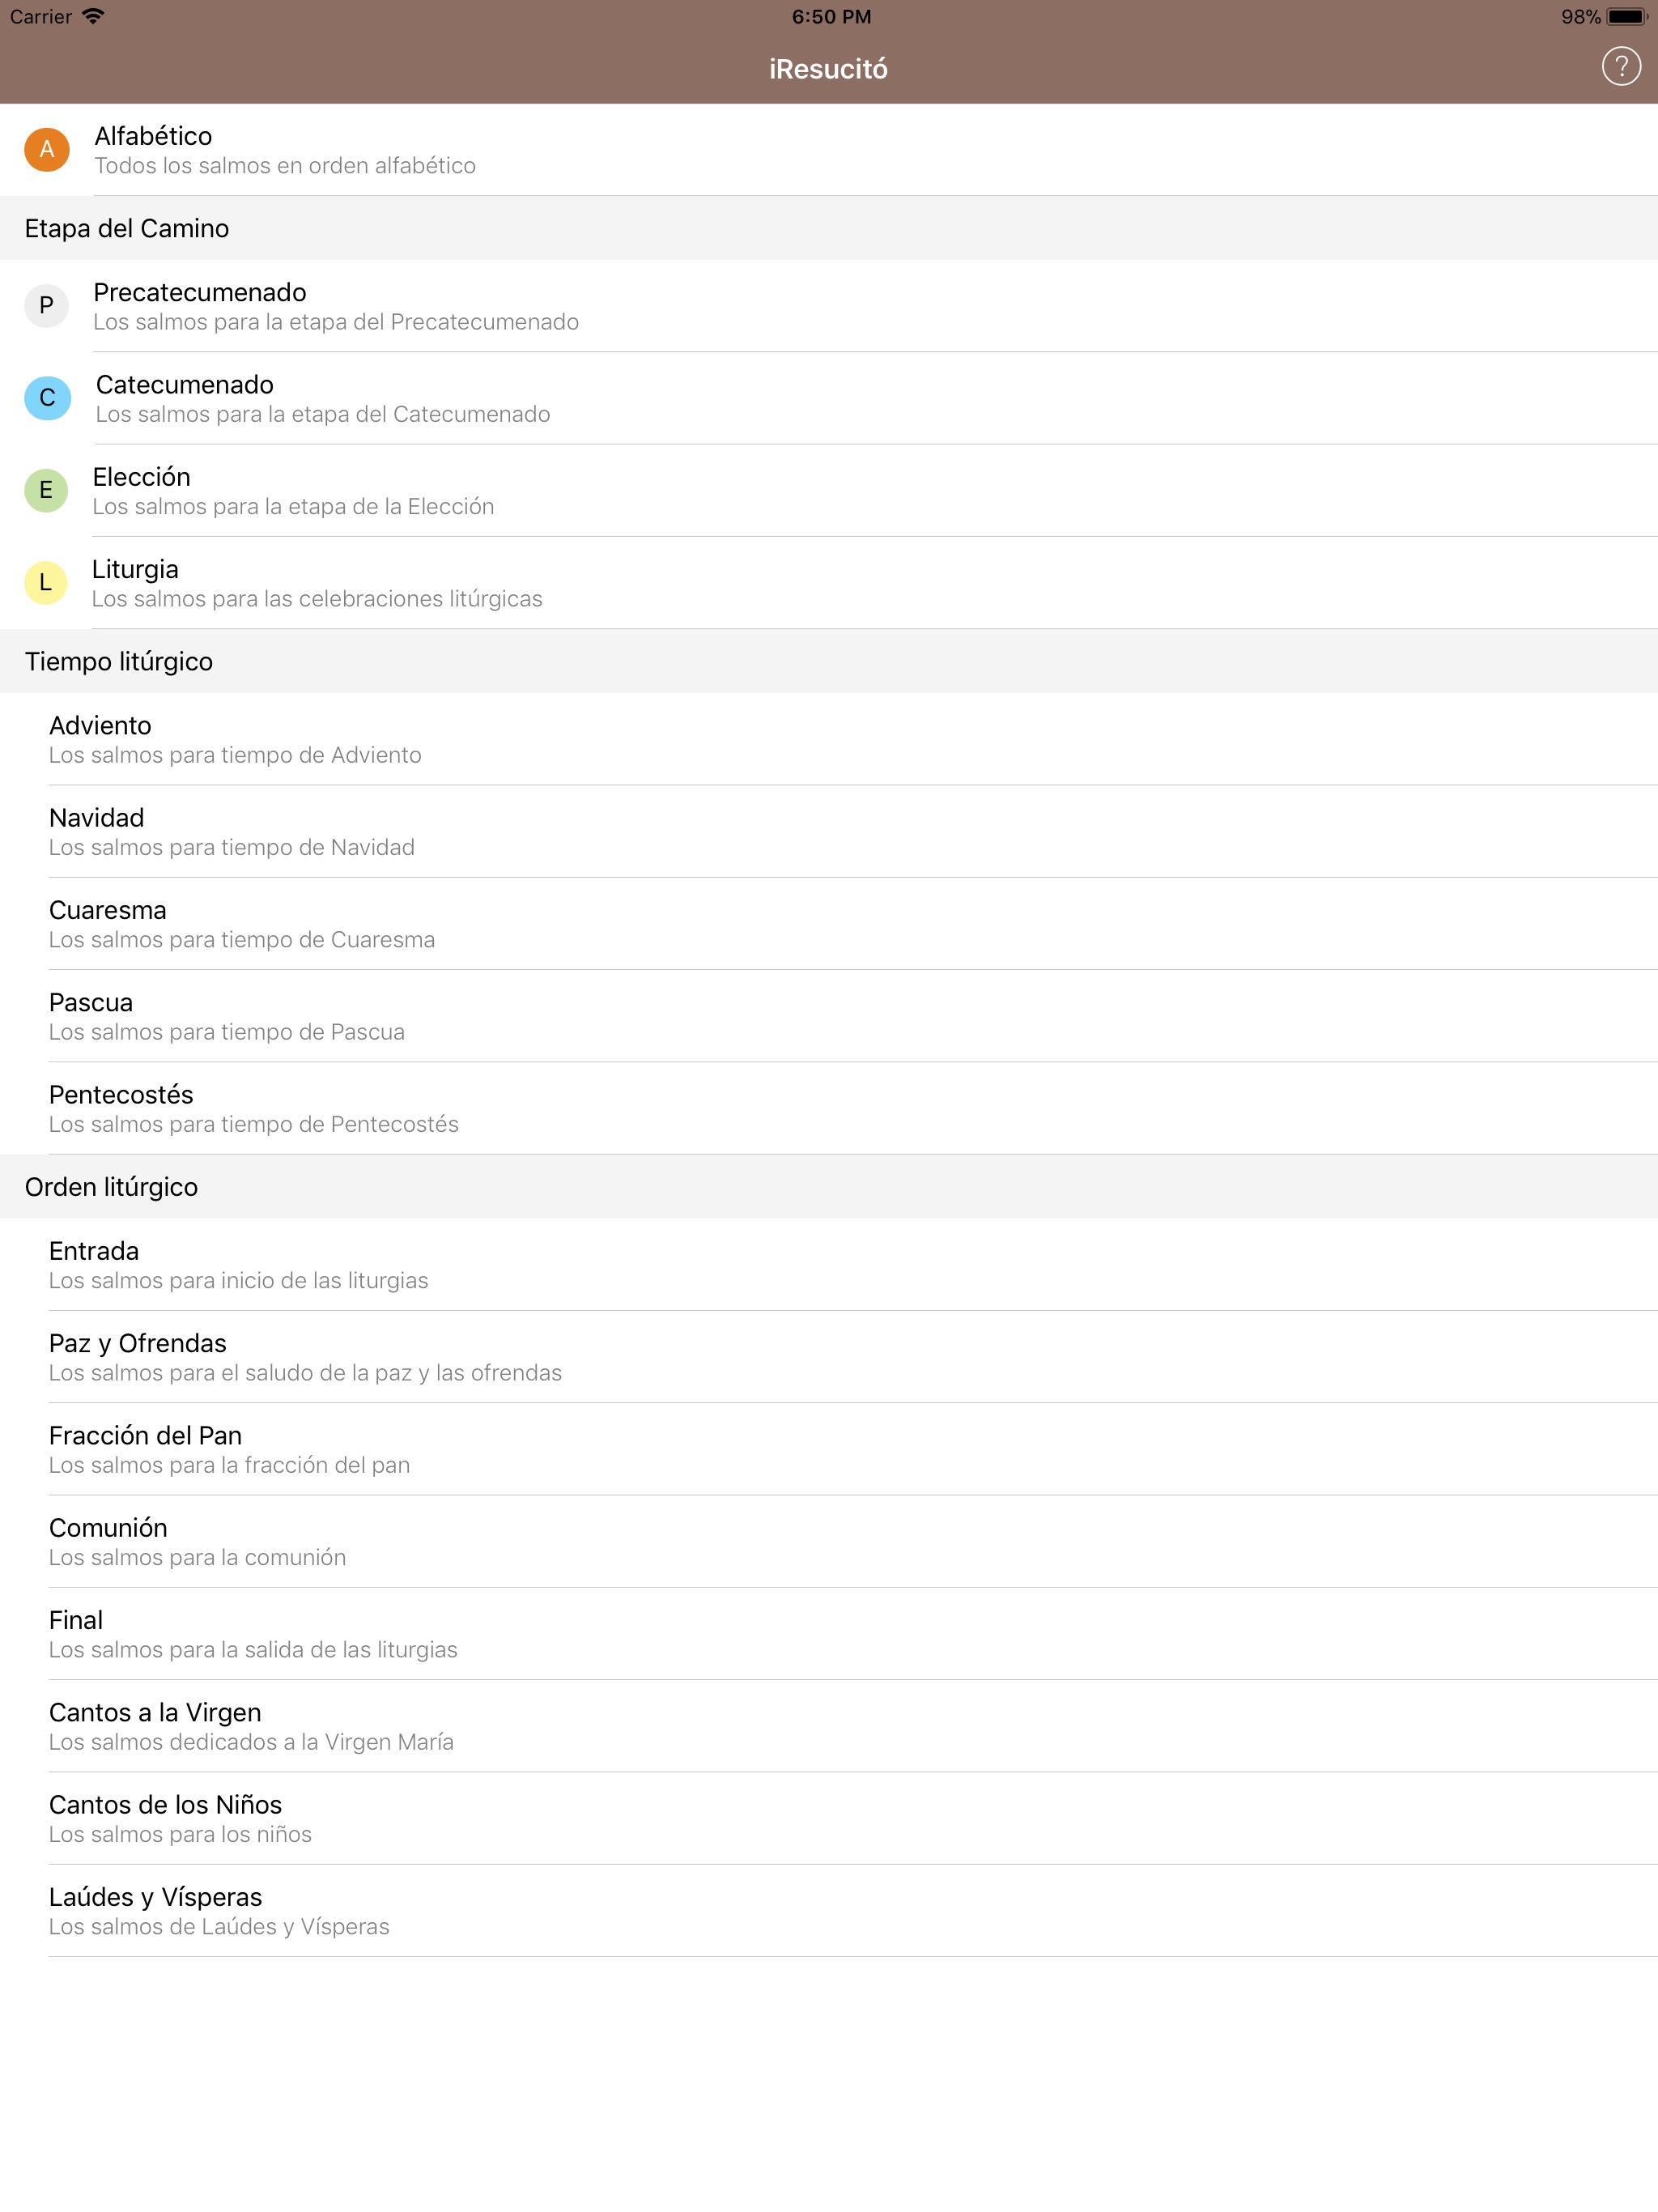 Carrier 6:50 PM 98%
iResucitó ?
A Alfabético
Todos los salmos en orden alfabético
Etapa del Camino
P Precatecumenado
Los salmos para la etapa del Precatecumenado
C Catecumenado
Los salmos para la etapa del Catecumenado
E Elección
Los salmos para la etapa de la Elección
L Liturgia
Los salmos para las celebraciones litúrgicas
Tiempo litúrgico
Adviento
Los salmos para tiempo de Adviento
Navidad
Los salmos para tiempo de Navidad
Cuaresma
Los salmos para tiempo de Cuaresma
Pascua
Los salmos para tiempo de Pascua
Pentecostés
Los salmos para tiempo de Pentecostés
Orden litúrgico
Entrada
Los salmos para inicio de las liturgias
Paz y Ofrendas
Los salmos para el saludo de la paz y las ofrendas
Fracción del Pan
Los salmos para la fracción del pan
Comunión
Los salmos para la comunión
Final
Los salmos para la salida de las liturgias
Cantos a la Virgen
Los salmos dedicados a la Virgen María
Cantos de los Niños
Los salmos para los niños
Laúdes y Vísperas
Los salmos de Laúdes y Vísperas